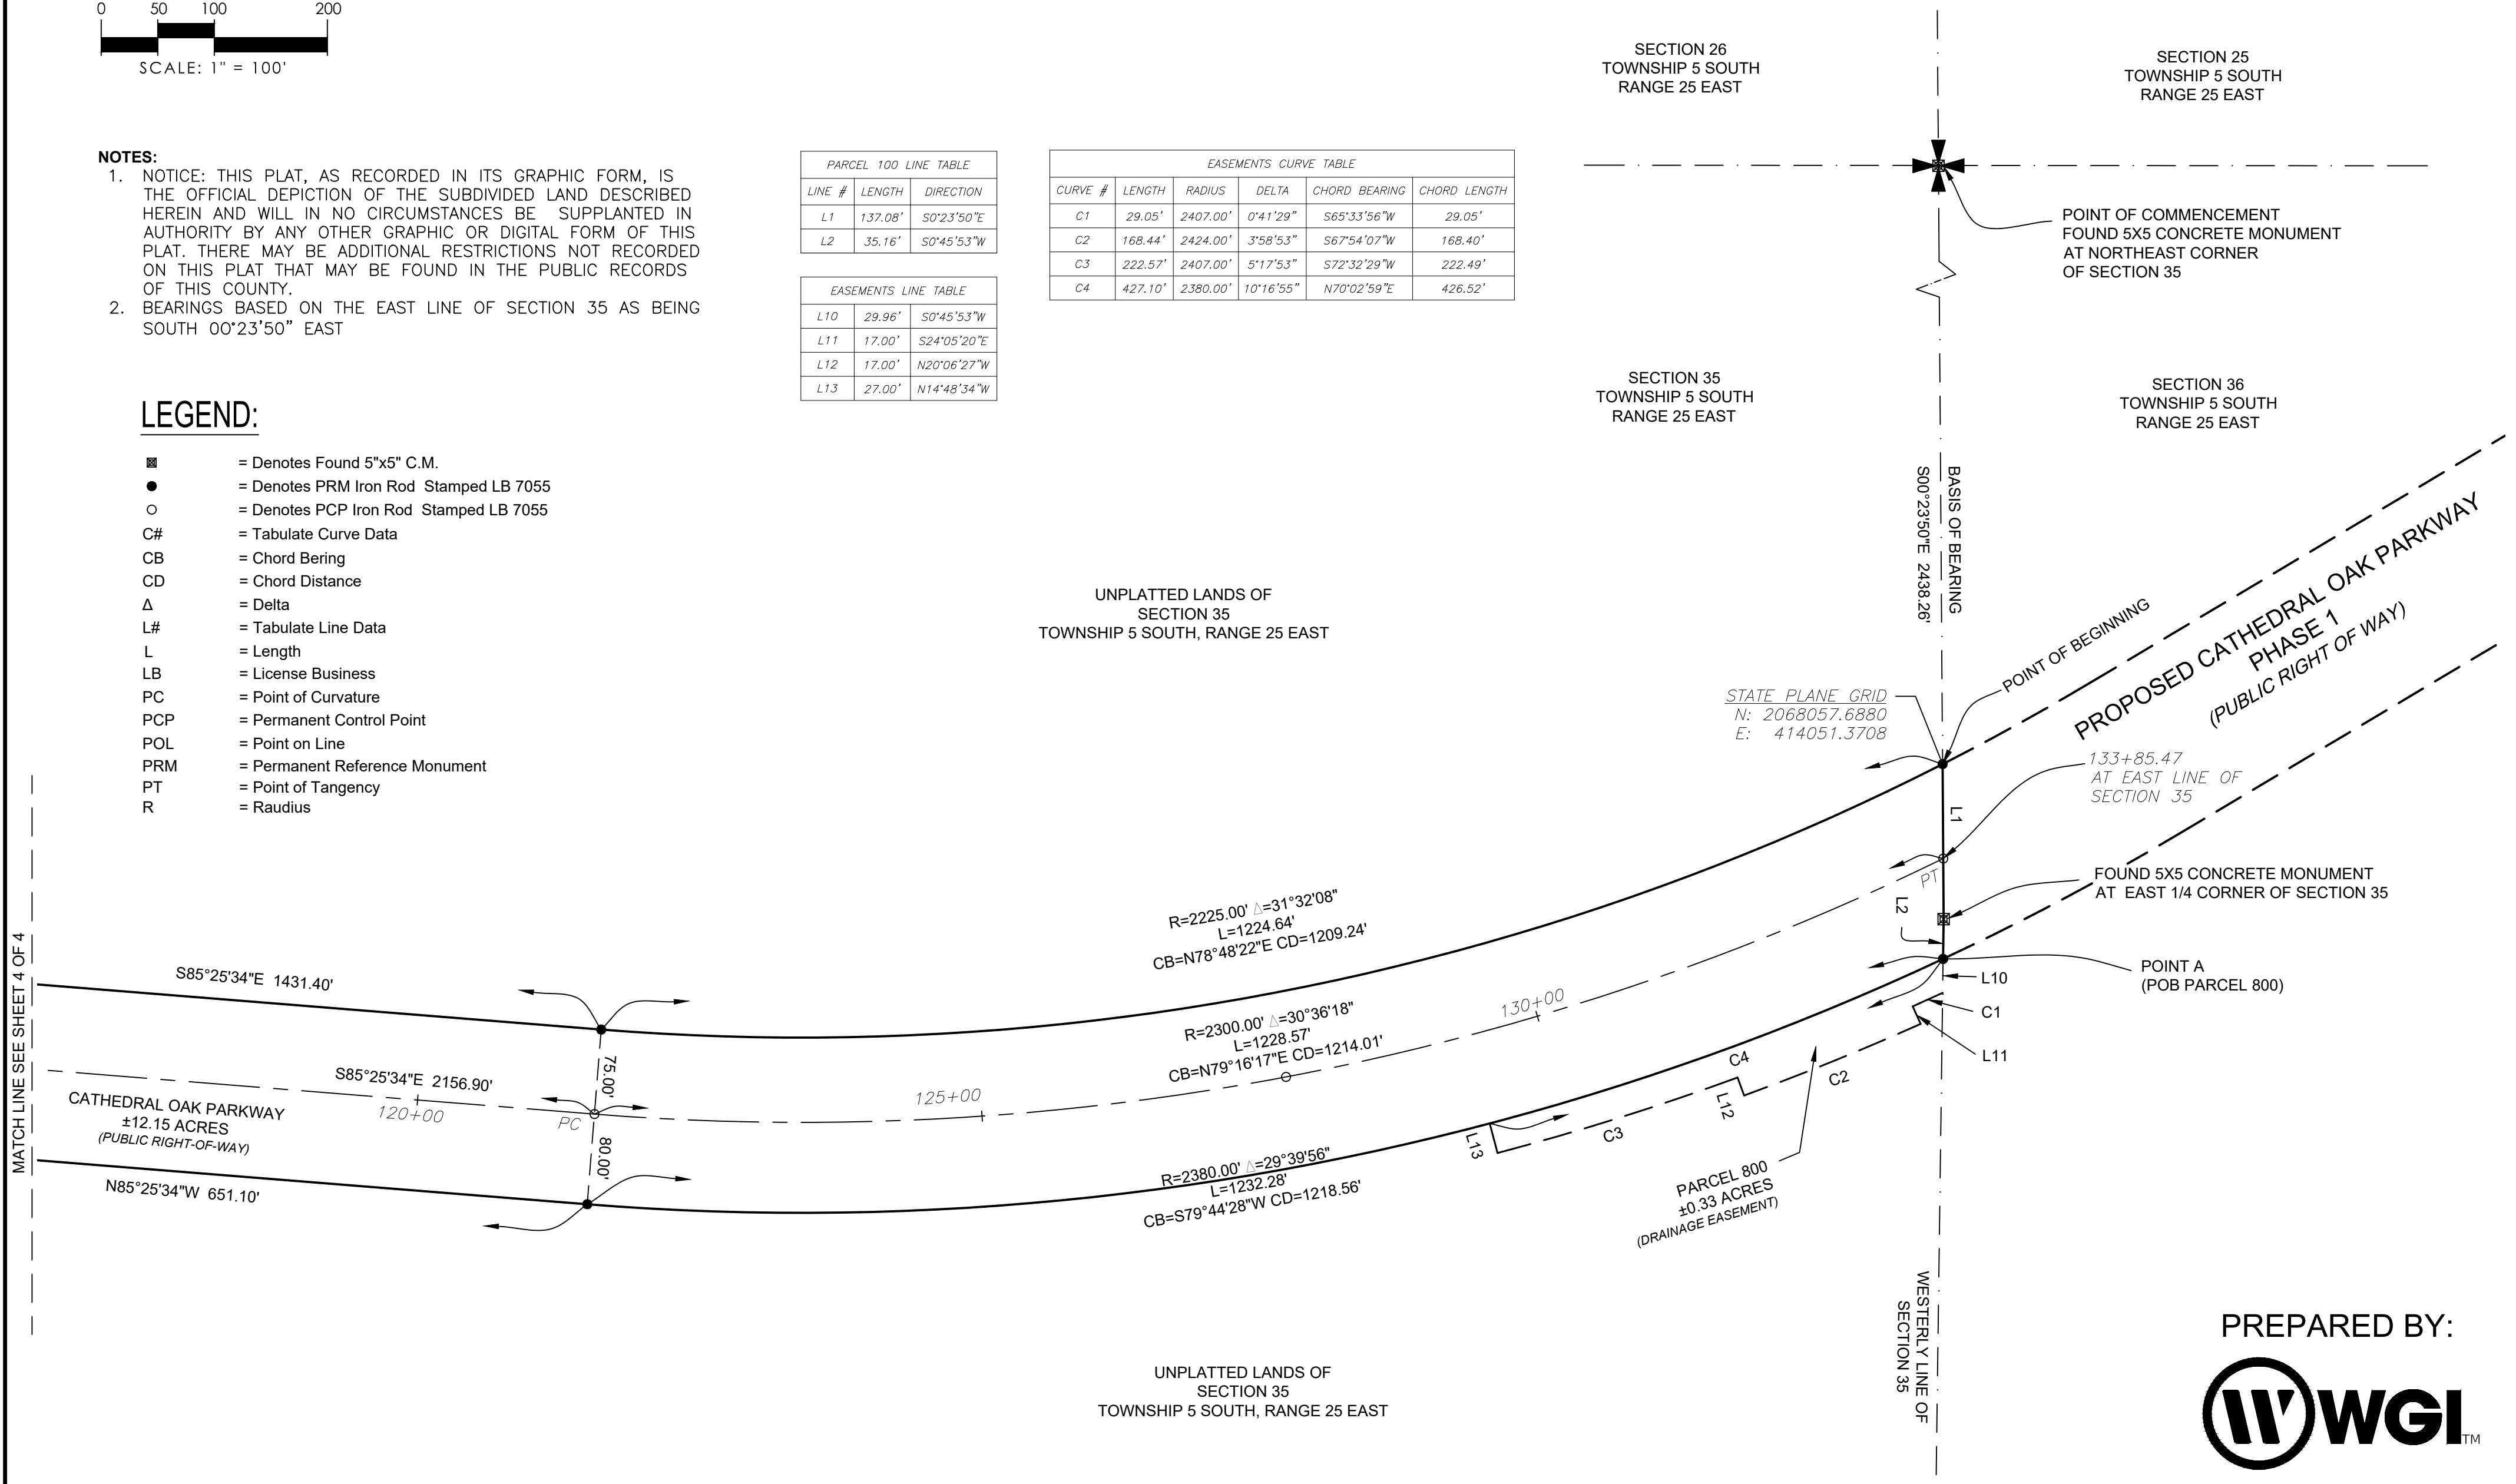 0 50 100 200
SCALE: 1" = 100'
NOTES:
1. NOTICE: THIS PLAT, AS RECORDED IN ITS GRAPHIC FORM, IS
THE OFFICIAL DEPICTION OF THE SUBDIVIDED LAND DESCRIBED
HEREIN AND WILL IN NO CIRCUMSTANCES BE SUPPLANTED IN
AUTHORITY BY ANY OTHER GRAPHIC OR DIGITAL FORM OF THIS
PLAT. THERE MAY BE ADDITIONAL RESTRICTIONS NOT RECORDED
ON THIS PLAT THAT MAY BE FOUND IN THE PUBLIC RECORDS
OF THIS COUNTY.
2. BEARINGS BASED ON THE EAST LINE OF SECTION 35 AS BEING
SOUTH 00°23'50" EAST
PARCEL 100 LINE TABLE
LINE # LENGTH DIRECTION
L1 137.08' S0°23'50"E
L2 35.16' S0°45'53"W
EASEMENTS LINE TABLE
L10 29.96' S0°45'53"W
L11 17.00' S24°05'20"E
L12 17.00' N20°06'27"W
L13 27.00' N14°48'34"W
EASEMENTS CURVE TABLE
CURVE # LENGTH RADIUS DELTA CHORD BEARING CHORD LENGTH
C1 29.05' 2407.00' 0°41'29" S65°33'56"W 29.05'
C2 168.44' 2424.00' 3°58'53" S67°54'07"W 168.40'
C3 222.57' 2407.00' 5°17'53" S72°32'29"W 222.49'
C4 427.10' 2380.00' 10°16'55" N70°02'59"E 426.52'
SECTION 26
TOWNSHIP 5 SOUTH
RANGE 25 EAST
SECTION 25
TOWNSHIP 5 SOUTH
RANGE 25 EAST
POINT OF COMMENCEMENT
FOUND 5X5 CONCRETE MONUMENT
AT NORTHEAST CORNER
OF SECTION 35
SECTION 35
TOWNSHIP 5 SOUTH
RANGE 25 EAST
SECTION 36
TOWNSHIP 5 SOUTH
RANGE 25 EAST
LEGEND:
= Denotes Found 5"x5" C.M.
= Denotes PRM Iron Rod Stamped LB 7055
= Denotes PCP Iron Rod Stamped LB 7055
C# = Tabulate Curve Data
CB = Chord Bering
CD = Chord Distance
Δ = Delta
L# = Tabulate Line Data
L = Length
LB = License Business
PC = Point of Curvature
PCP = Permanent Control Point
POL = Point on Line
PRM = Permanent Reference Monument
PT = Point of Tangency
R = Raudius
UNPLATTED LANDS OF
SECTION 35
TOWNSHIP 5 SOUTH, RANGE 25 EAST
BASIS OF BEARING
S00°23'50"E 2438.26'
POINT OF BEGINNING
PROPOSED CATHEDRAL OAK PARKWAY
PHASE 1
(PUBLIC RIGHT OF WAY)
STATE PLANE GRID
N: 2068057.6880
E: 414051.3708
133+85.47
AT EAST LINE OF
SECTION 35
L1
PT
FOUND 5X5 CONCRETE MONUMENT
AT EAST 1/4 CORNER OF SECTION 35
L2
POINT A
(POB PARCEL 800)
L10
C1
L11
R=2225.00' △=31°32'08"
L=1224.64'
CB=N78°48'22"E CD=1209.24'
R=2300.00' △=30°36'18"
L=1228.57'
CB=N79°16'17"E CD=1214.01'
130+00
125+00
MATCH LINE SEE SHEET 4 OF 4
S85°25'34"E 1431.40'
S85°25'34"E 2156.90'
120+00
CATHEDRAL OAK PARKWAY
±12.15 ACRES
(PUBLIC RIGHT-OF-WAY)
PC
75.00'
80.00'
N85°25'34"W 651.10'
R=2380.00' △=29°39'56"
L=1232.28'
CB=S79°44'28"W CD=1218.56'
C4
C2
L12
C3
L13
PARCEL 800
±0.33 ACRES
(DRAINAGE EASEMENT)
WESTERLY LINE OF
SECTION 35
UNPLATTED LANDS OF
SECTION 35
TOWNSHIP 5 SOUTH, RANGE 25 EAST
PREPARED BY:
WGI TM